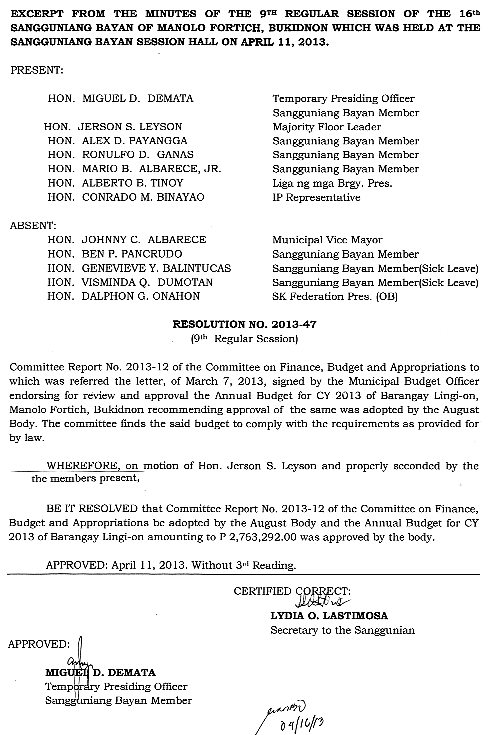 EXCERPT FROM THE MINUTES OF THE 9TH REGULAR SESSION OF THE 16th
SANGGUNIANG BAYAN OF MANOLO FORTICH, BUKIDNON WHICH WAS HELD AT THE
SANGGUNIANG BAYAN SESSION HALL ON APRIL 11, 2013.
PRESENT:
HON. MIGUEL D. DEMATA Temporary Presiding Officer
Sangguniang Bayan Member
HON. JERSON S. LEYSON Majority Floor Leader
HON. ALEX D. PAYANGGA Sangguniang Bayan Member
HON. RONULFO D. GANAS Sangguniang Bayan Member
HON. MARIO B. ALBARECE, JR. Sangguniang Bayan Member
HON. ALBERTO B. TINOY Liga ng mga Brgy. Pres.
HON. CONRADO M. BINAYAO IP Representative
ABSENT:
HON. JOHNNY C. ALBARECE Municipal Vice Mayor
HON. BEN P. PANCRUDO Sangguniang Bayan Member
HON. GENEVIEVE Y. BALINTUCAS Sangguniang Bayan Member(Sick Leave)
HON. VISMINDA Q. DUMOTAN Sangguniang Bayan Member(Sick Leave)
HON. DALPHON G. ONAHON SK Federation Pres. (OB)
RESOLUTION NO. 2013-47
(9th Regular Session)
Committee Report No. 2013-12 of the Committee on Finance, Budget and Appropriations to
which was referred the letter, of March 7, 2013, signed by the Municipal Budget Officer
endorsing for review and approval the Annual Budget for CY 2013 of Barangay Lingi-on,
Manolo Fortich, Bukidnon recommending approval of the same was adopted by the August
Body. The committee finds the said budget to comply with the requirements as provided for
by law.
WHEREFORE, on motion of Hon. Jerson S. Leyson and properly seconded by the
the members present,
BE IT RESOLVED that Committee Report No. 2013-12 of the Committee on Finance,
Budget and Appropriations be adopted by the August Body and the Annual Budget for CY
2013 of Barangay Lingi-on amounting to P 2,763,292.00 was approved by the body.
APPROVED: April 11, 2013. Without 3rd Reading.
CERTIFIED CORRECT:
LYDIA O. LASTIMOSA
Secretary to the Sanggunian
APPROVED:
MIGUEL D. DEMATA
Temporary Presiding Officer
Sangguniang Bayan Member
04/16/13